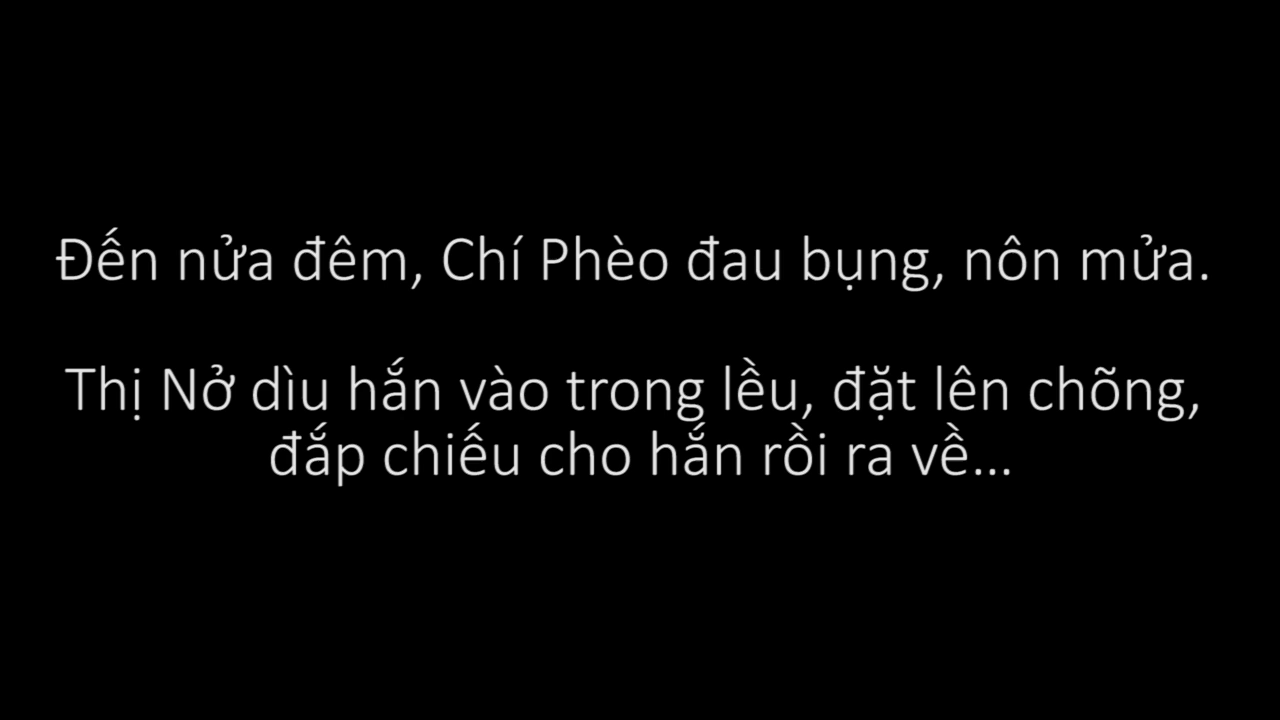 Đến nửa đêm, Chí Phèo đau bụng, nôn mửa.
Thị Nở dìu hắn vào trong lều, đặt lên chõng,
đắp chiếu cho hắn rồi ra về...